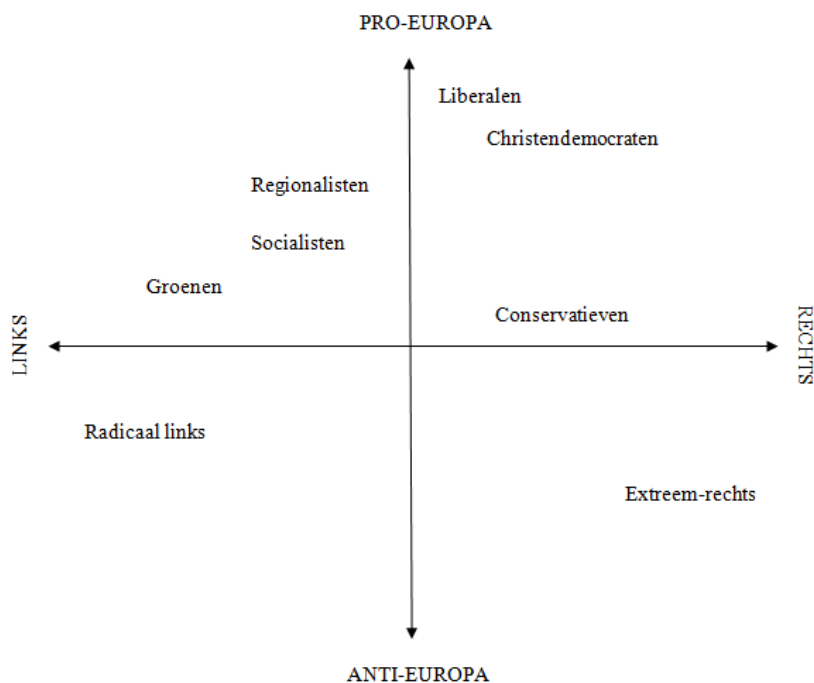 PRO-EUROPA
Liberalen
Christendemocraten
Regionalisten
Socialisten
Groenen
Conservatieven
LINKS
RECHTS
Radicaal links
Extreem-rechts
ANTI-EUROPA